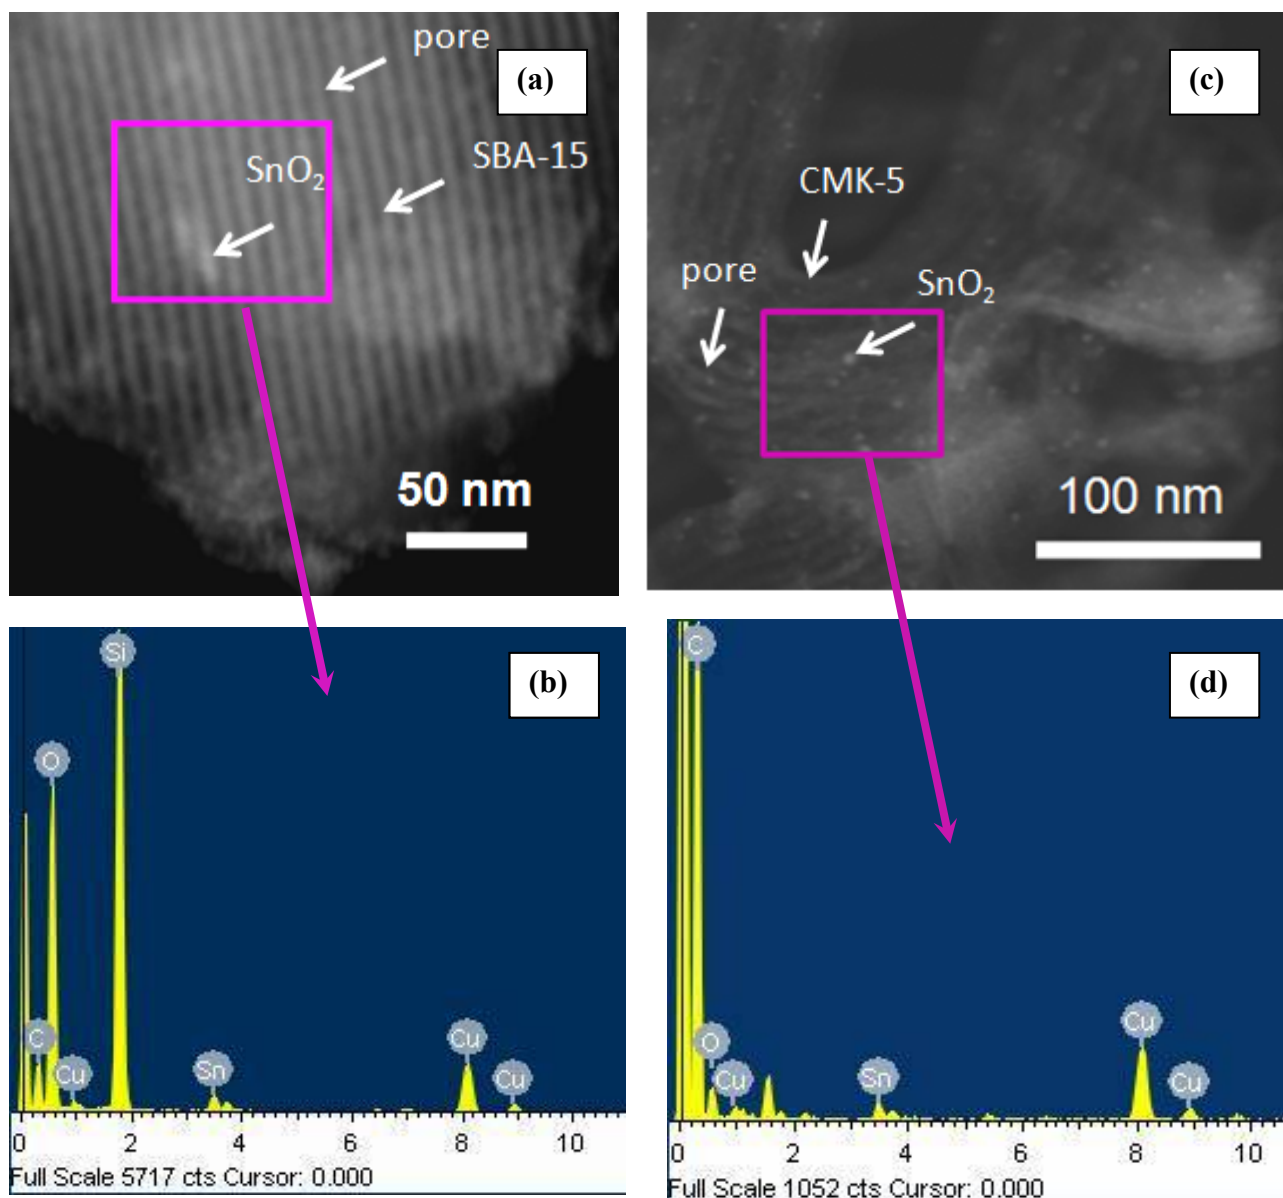 pore
(a)
SnO₂
SBA-15
50 nm
(c)
CMK-5
pore
SnO₂
100 nm
Si
(b)
O
C
Cu
Sn
Cu
Cu
0 2 4 6 8 10
Full Scale 5717 cts Cursor: 0.000
C
(d)
O
Cu
Sn
Cu
Cu
0 2 4 6 8 10
Full Scale 1052 cts Cursor: 0.000